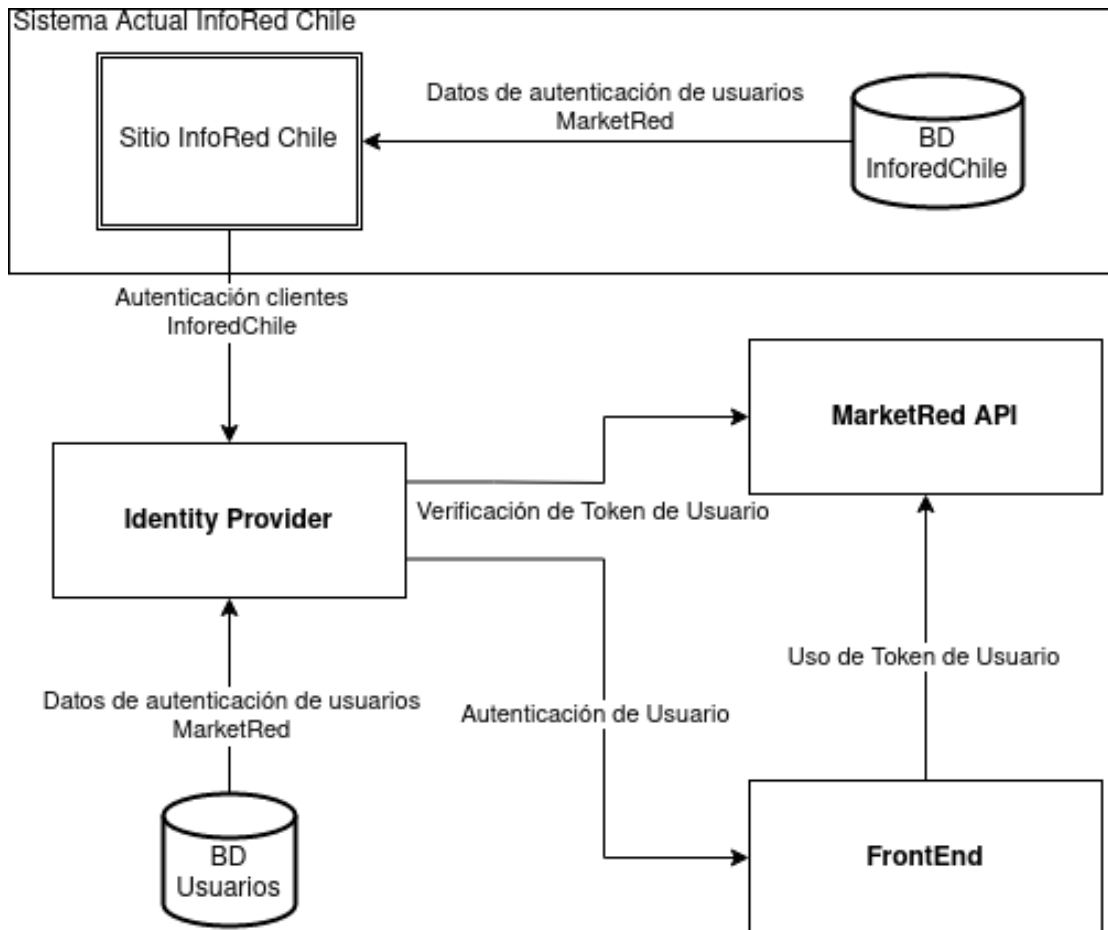 Sistema Actual InfoRed Chile
Sitio InfoRed Chile
Datos de autenticación de usuarios
MarketRed
BD
InforedChile
Autenticación clientes
InforedChile
MarketRed API
Identity Provider
Verificación de Token de Usuario
Uso de Token de Usuario
Datos de autenticación de usuarios
MarketRed
Autenticación de Usuario
BD
Usuarios
FrontEnd